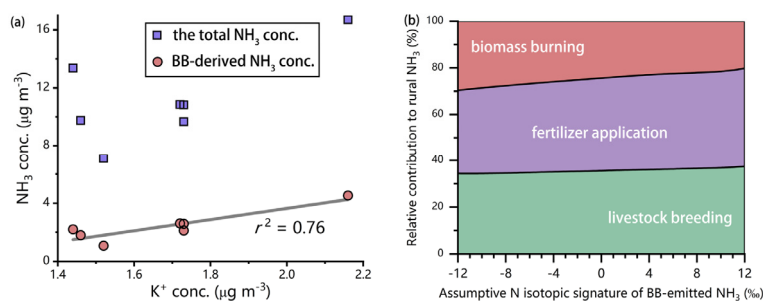 (a)
the total NH₃ conc.
BB-derived NH₃ conc.
NH₃ conc. (µg m⁻³)
16
12
8
4
0
r² = 0.76
1.4 1.6 1.8 2.0 2.2
K⁺ conc. (µg m⁻³)
(b)
Relative contribution to rural NH₃ (%)
100
80
60
40
20
0
biomass burning
fertilizer application
livestock breeding
-12 -8 -4 0 4 8 12
Assumptive N isotopic signature of BB-emitted NH₃ (‰)